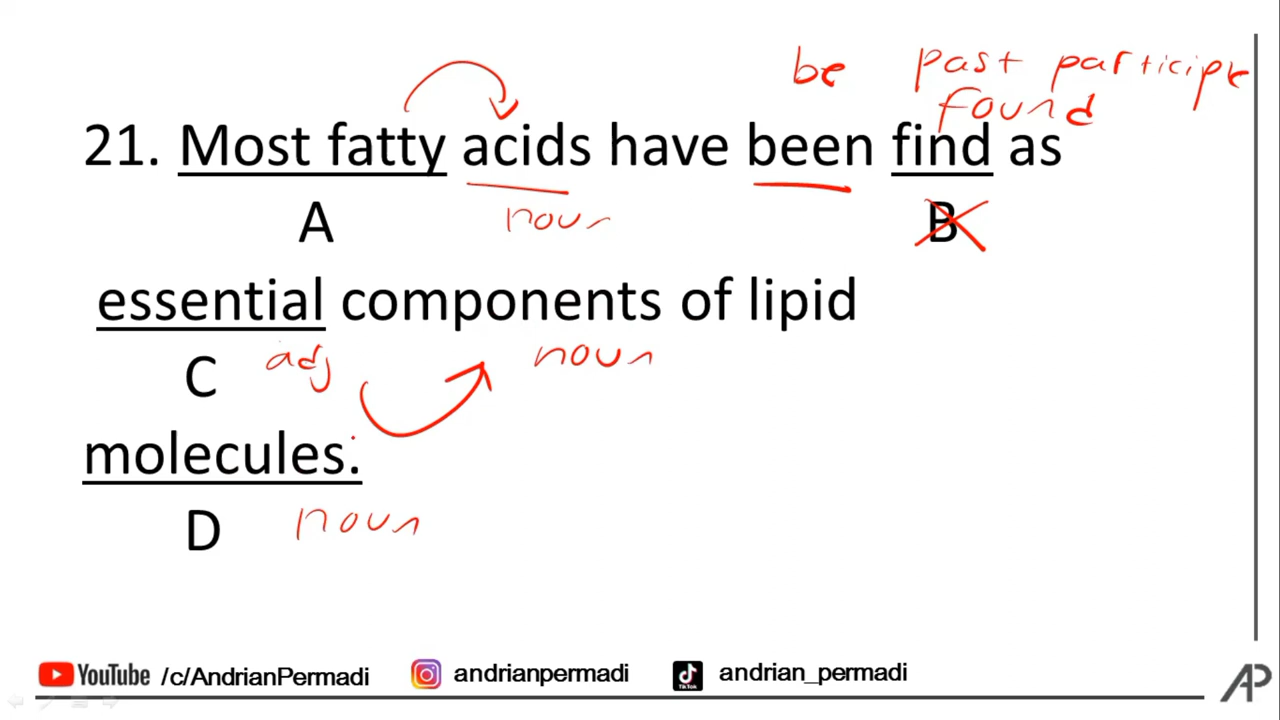 be past participle
found
21. Most fatty acids have been find as
A noun B
essential components of lipid
C adj noun
molecules.
D noun
YouTube /c/AndrianPermadi andrianpermadi TikTok andrian_permadi AP